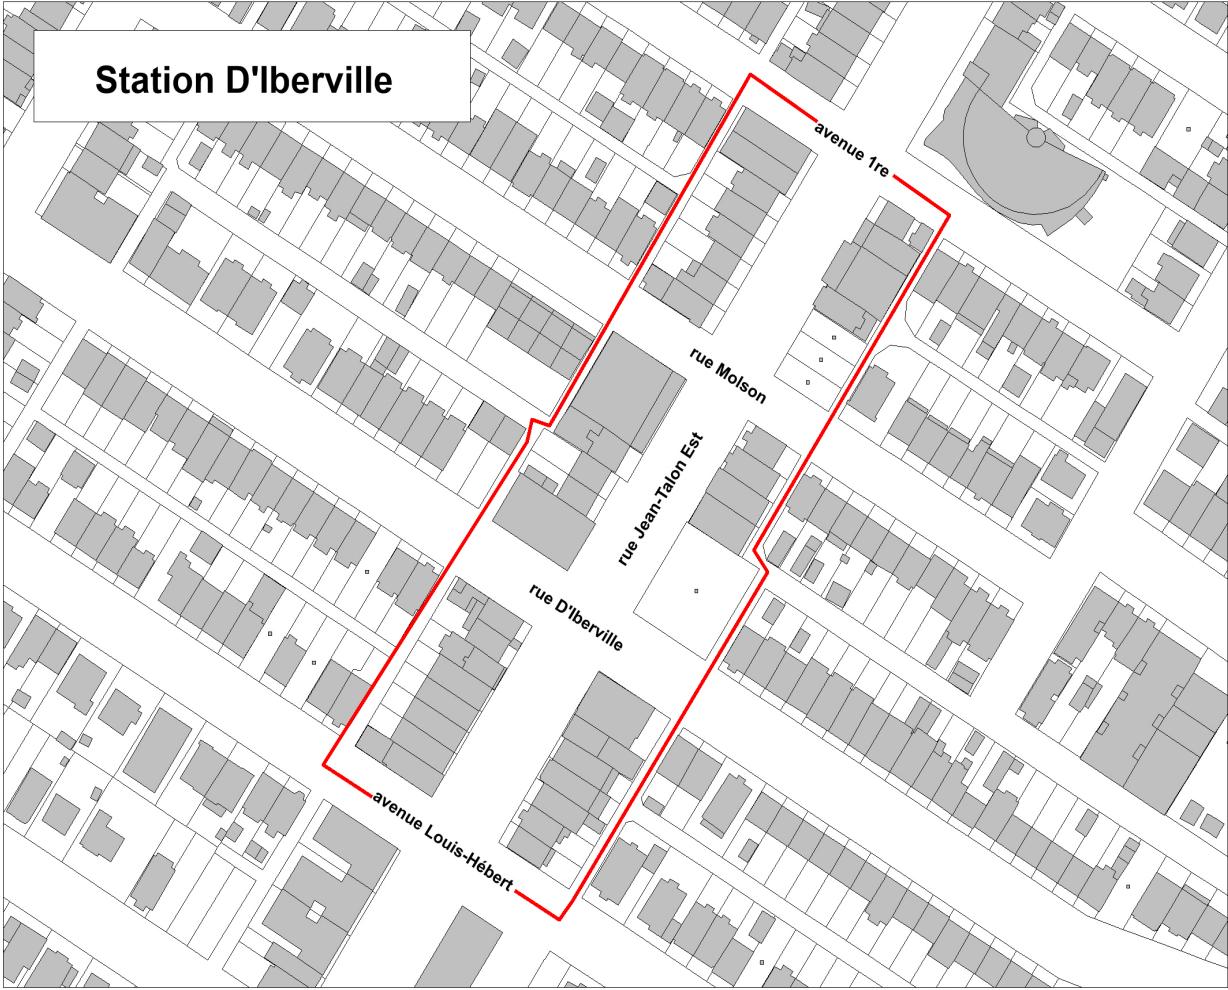 Station D'Iberville
avenue 1re
rue Molson
rue Jean-Talon Est
rue D'Iberville
avenue Louis-Hébert